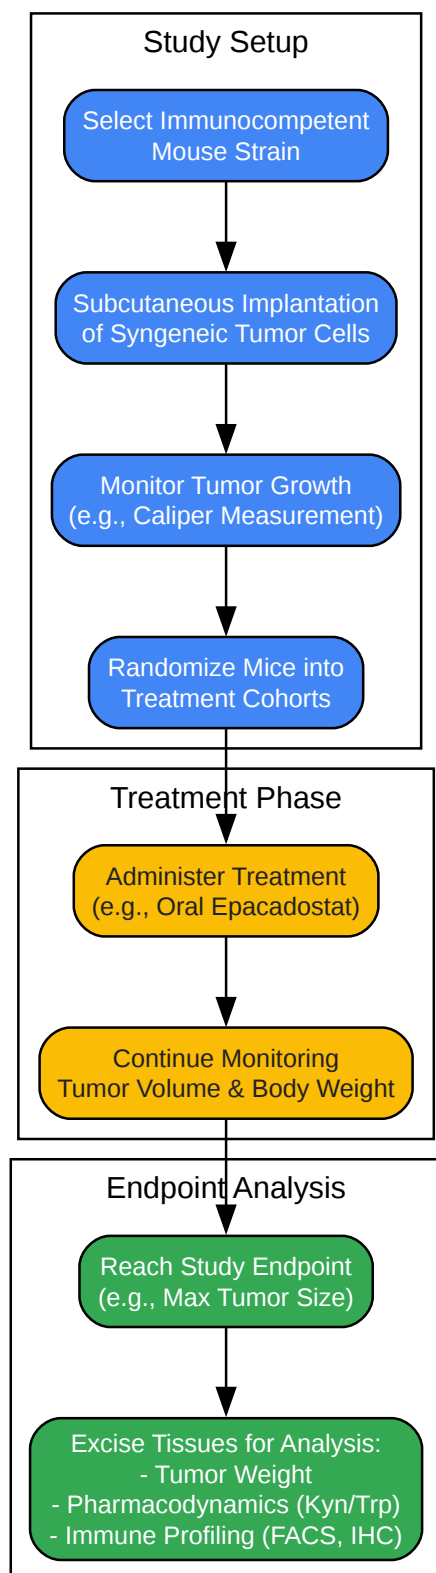 Study Setup
Select Immunocompetent
Mouse Strain
Subcutaneous Implantation
of Syngeneic Tumor Cells
Monitor Tumor Growth
(e.g., Caliper Measurement)
Randomize Mice into
Treatment Cohorts
Treatment Phase
Administer Treatment
(e.g., Oral Epacadostat)
Continue Monitoring
Tumor Volume & Body Weight
Endpoint Analysis
Reach Study Endpoint
(e.g., Max Tumor Size)
Excise Tissues for Analysis:
- Tumor Weight
- Pharmacodynamics (Kyn/Trp)
- Immune Profiling (FACS, IHC)